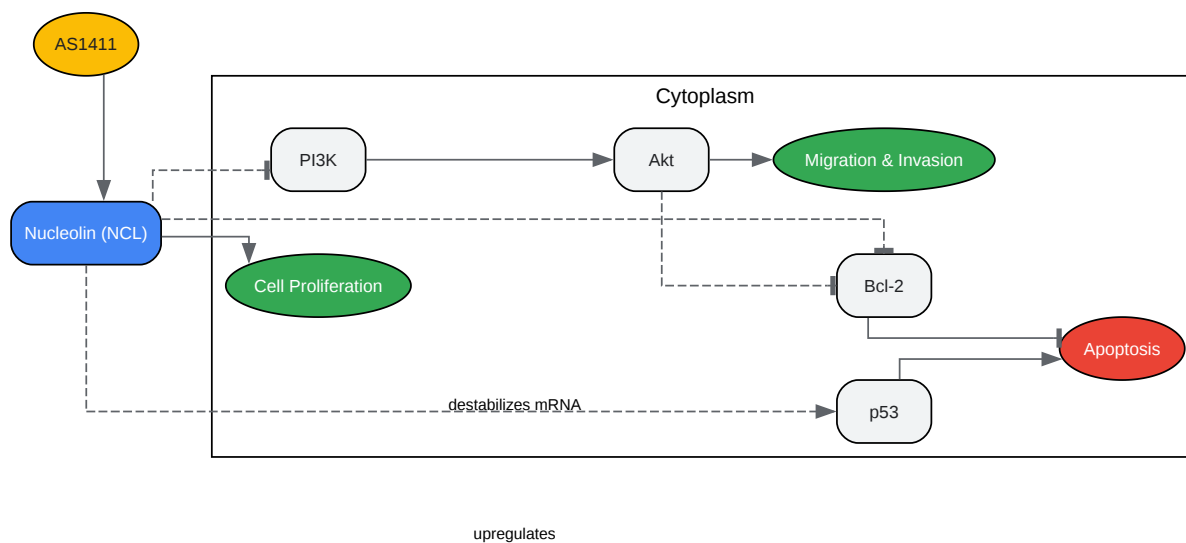 AS1411
Cytoplasm
PI3K
Akt
Migration & Invasion
Nucleolin (NCL)
Cell Proliferation
Bcl-2
Apoptosis
destabilizes mRNA
p53
upregulates